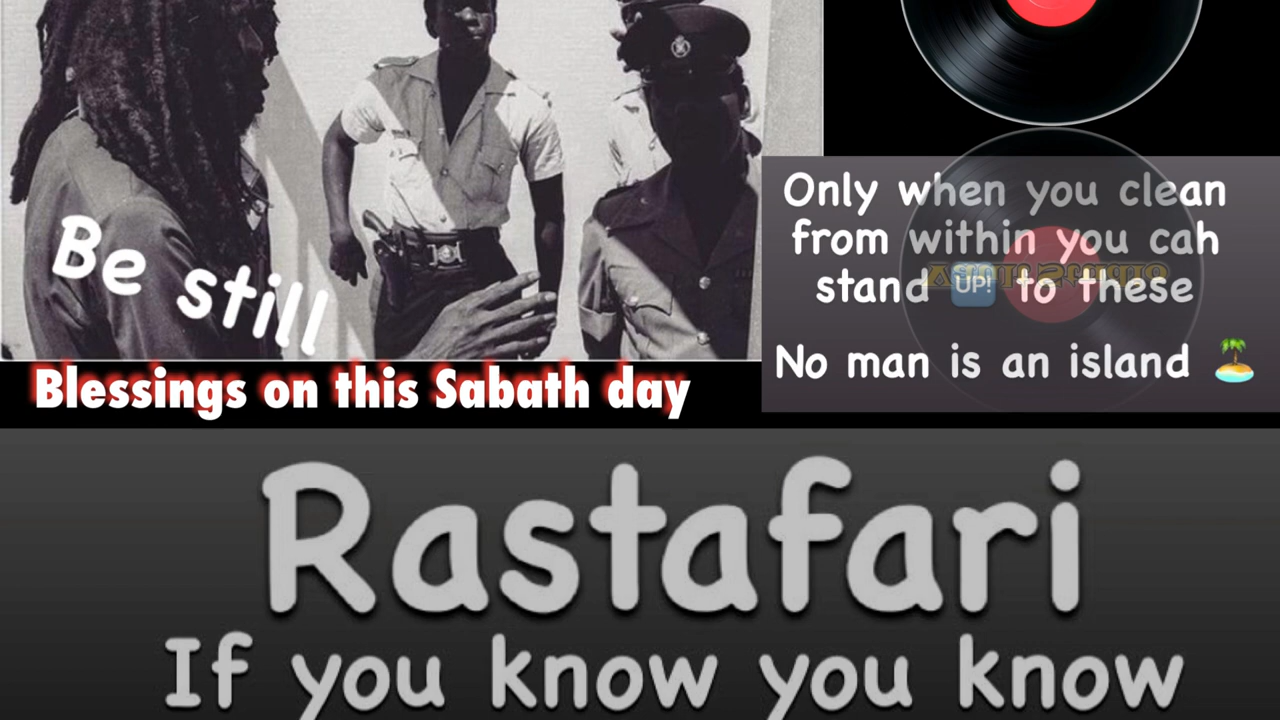 Be still
Blessings on this Sabath day
Only when you clean
from within you cah
stand UP! to these
No man is an island
Rastafari
If you know you know